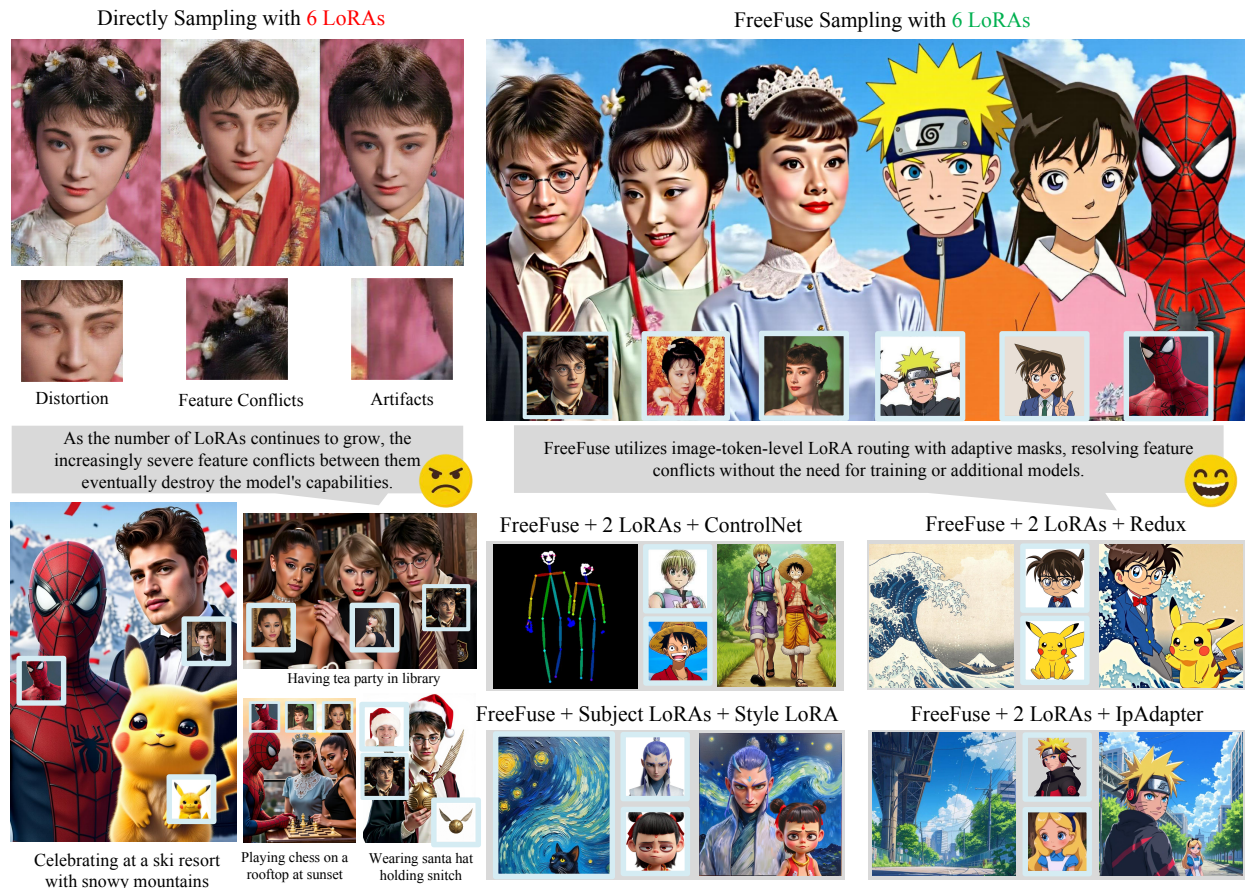 Directly Sampling with 6 LoRAs
FreeFuse Sampling with 6 LoRAs
Distortion
Feature Conflicts
Artifacts
As the number of LoRAs continues to grow, the
increasingly severe feature conflicts between them
eventually destroy the model's capabilities.
FreeFuse utilizes image-token-level LoRA routing with adaptive masks, resolving feature
conflicts without the need for training or additional models.
Having tea party in library
Celebrating at a ski resort
with snowy mountains
Playing chess on a
rooftop at sunset
Wearing santa hat
holding snitch
FreeFuse + 2 LoRAs + ControlNet
FreeFuse + 2 LoRAs + Redux
FreeFuse + Subject LoRAs + Style LoRA
FreeFuse + 2 LoRAs + IpAdapter